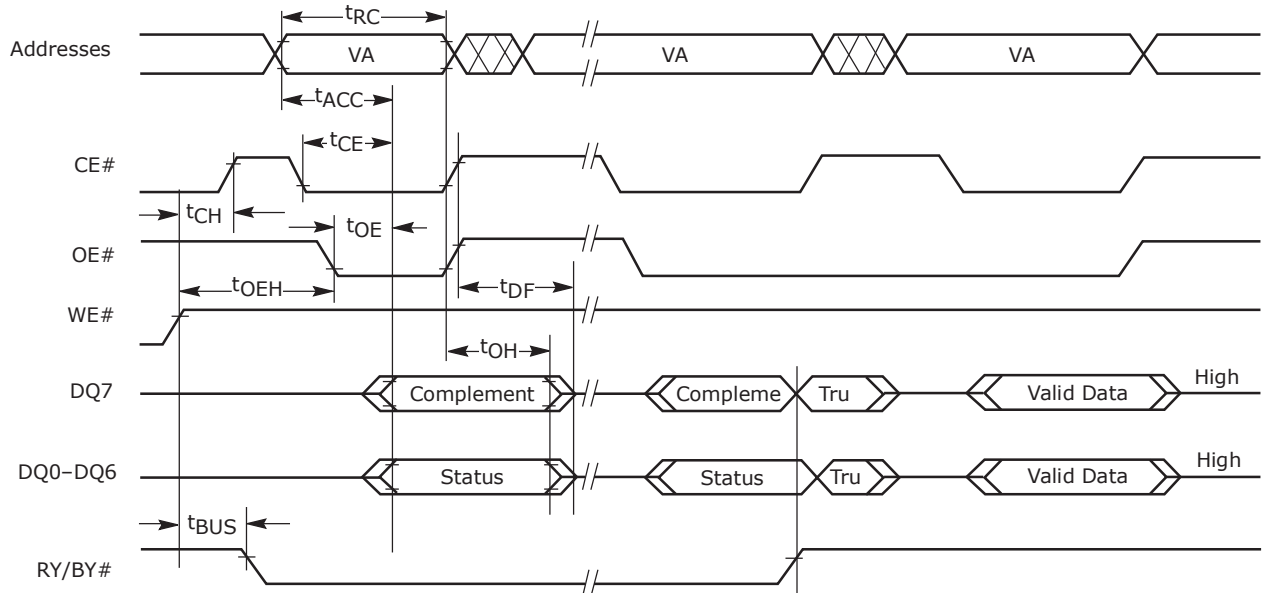 tRC
Addresses VA VA VA
tACC
tCE
CE#
tCH tOE
OE#
tOEH tDF
WE#
tOH
DQ7 Complement Compleme Tru Valid Data High
DQ0–DQ6 Status Status Tru Valid Data High
tBUS
RY/BY#